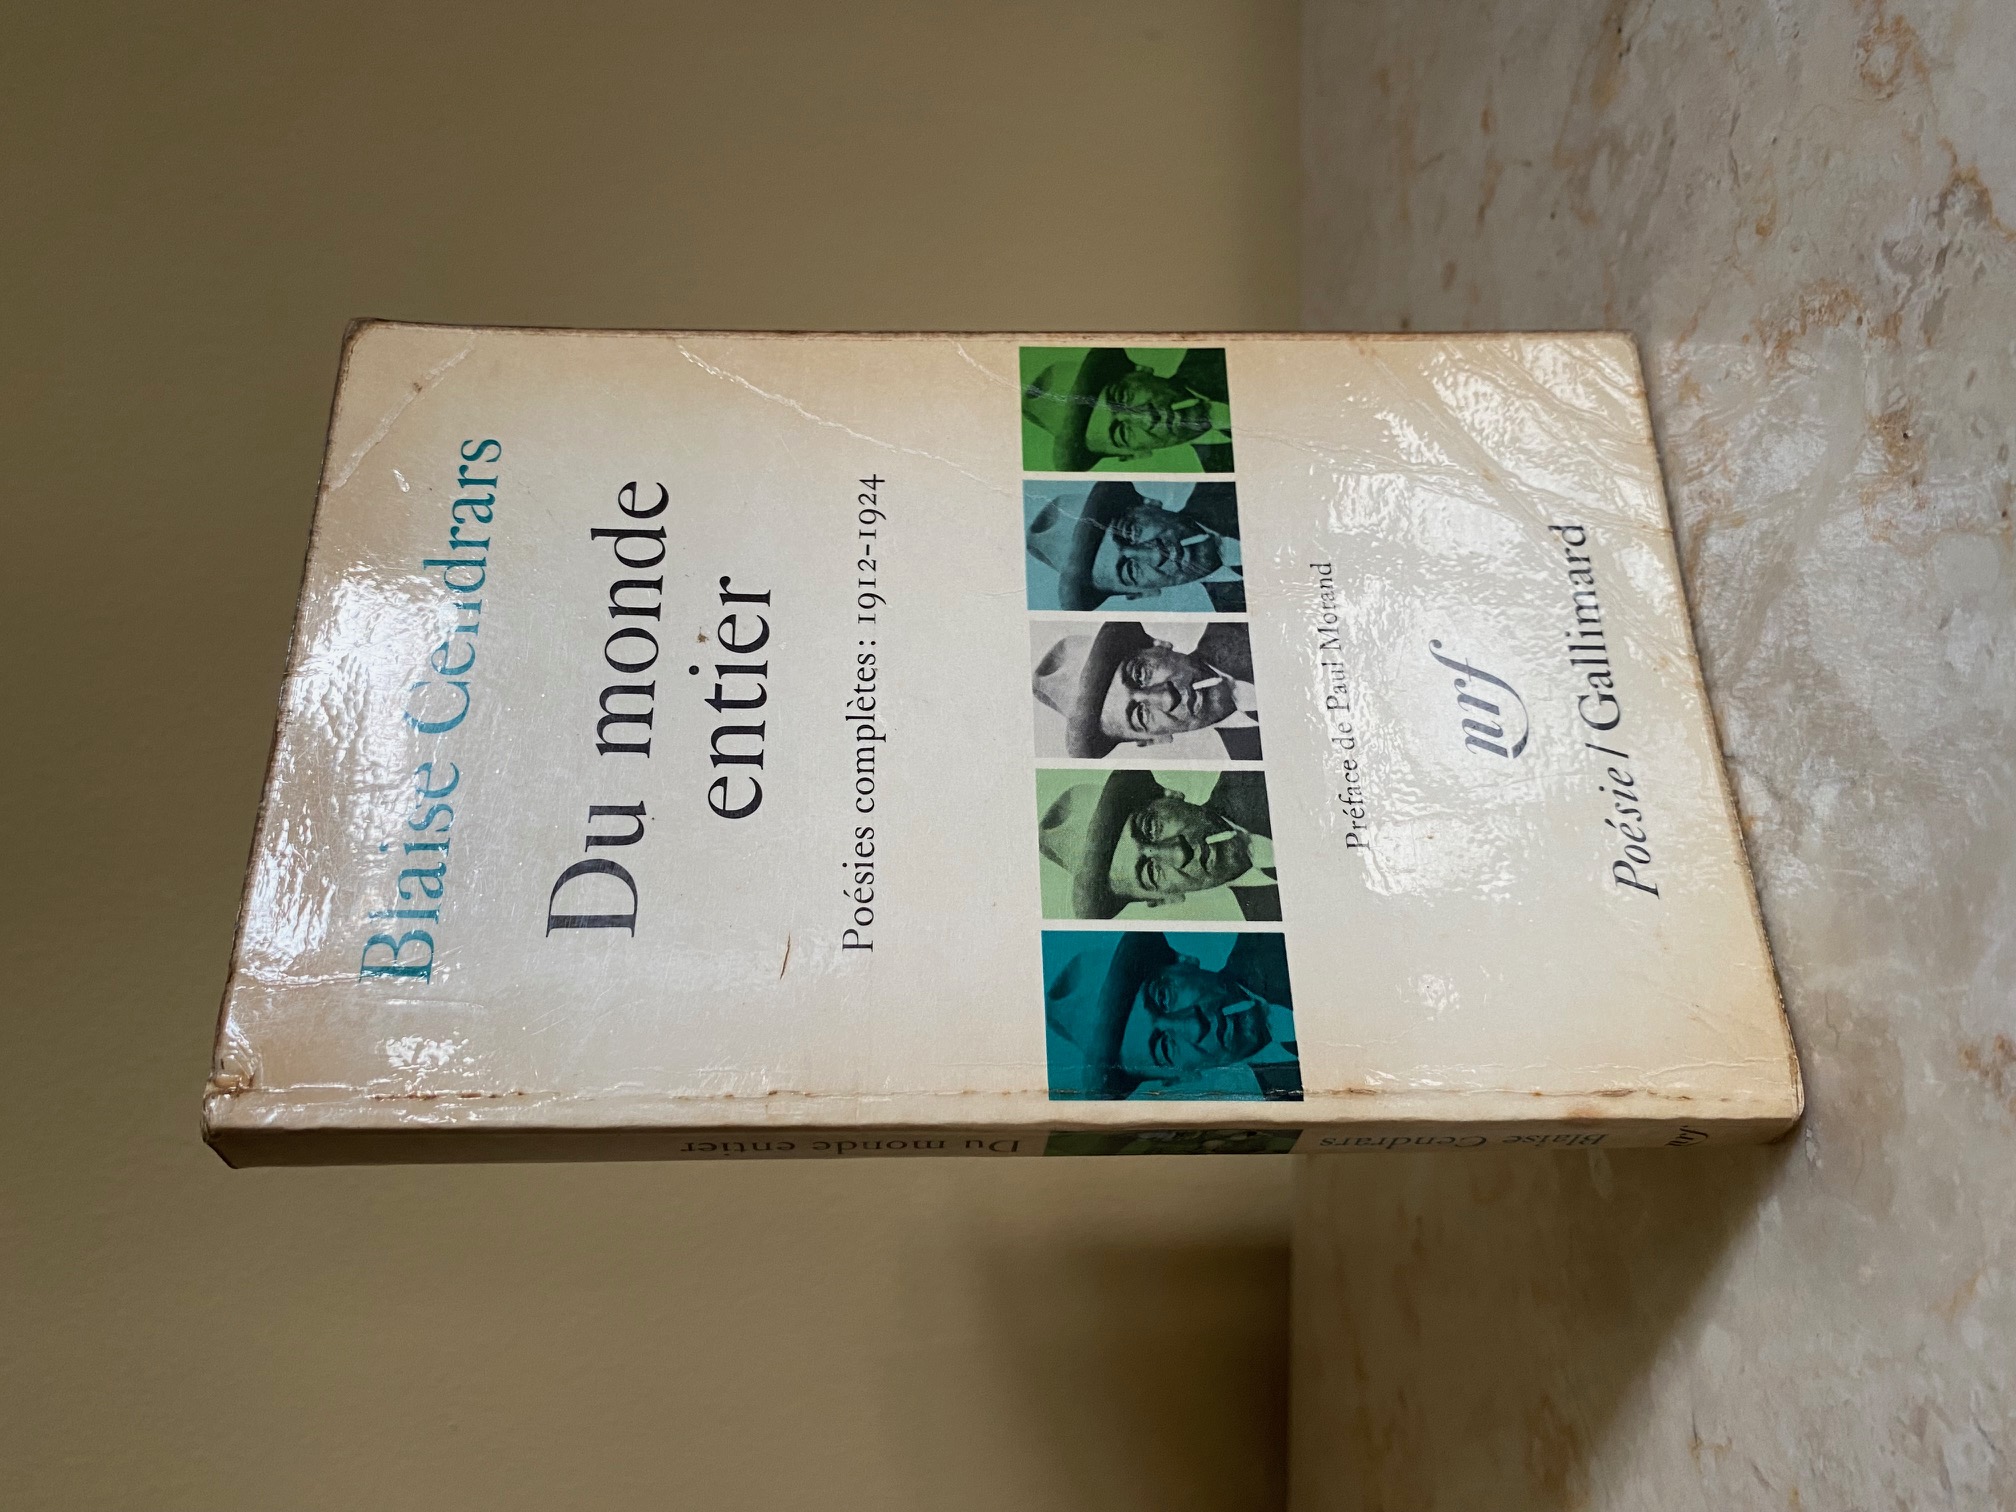 Blaise Cendrars
Du monde
entier
Poésies complètes : 1912-1924
Préface de Paul Morand
nrf
Poésie / Gallimard
Du monde entier
Blaise Cendrars
nrf